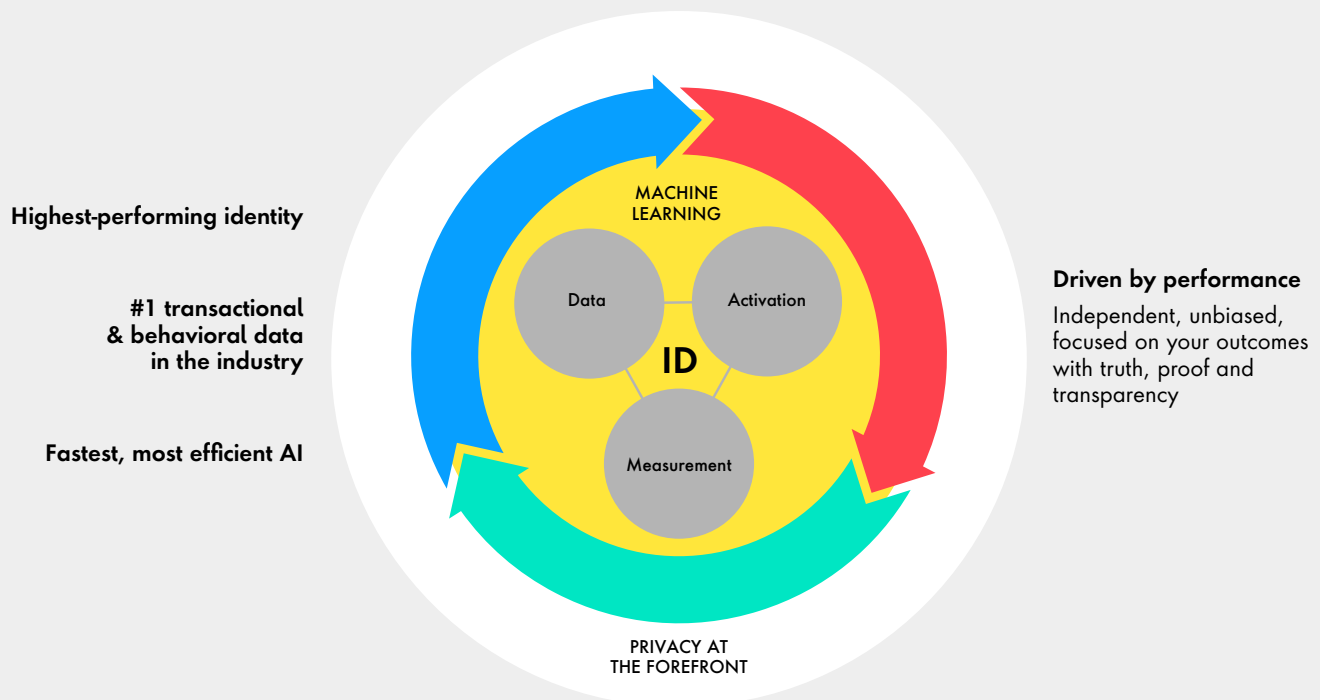 Highest-performing identity
#1 transactional
& behavioral data
in the industry
Fastest, most efficient AI
MACHINE
LEARNING
Data
Activation
ID
Measurement
PRIVACY AT
THE FOREFRONT
Driven by performance
Independent, unbiased,
focused on your outcomes
with truth, proof and
transparency